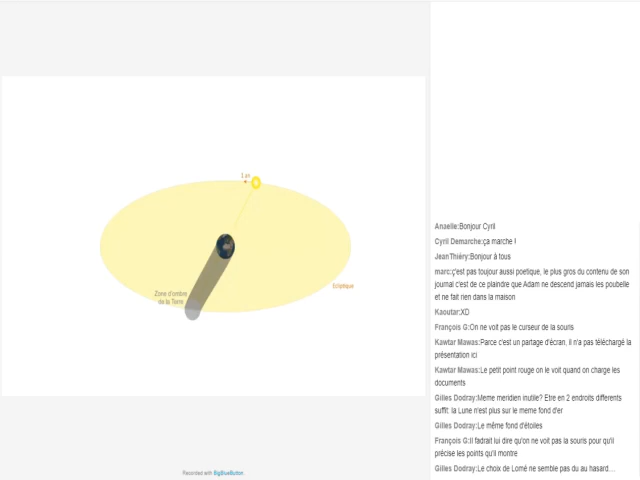 1 an
Ecliptique
Zone d'ombre
de la Terre
Recorded with BigBlueButton.
Anaelle:Bonjour Cyril
Cyril Demarche:ça marche !
JeanThiéry:Bonjour à tous
marc:ç'est pas toujour aussi poetique, le plus gros du contenu de son
journal c'est de ce plaindre que Adam ne descend jamais les poubelle
et ne fait rien dans la maison
Kaoutar:XD
François G:On ne voit pas le curseur de la souris
Kawtar Mawas:Parce c'est un partage d'écran, il n'a pas téléchargé la
présentation ici
Kawtar Mawas:Le petit point rouge on le voit quand on charge les
documents
Gilles Dodray:Meme meridien inutile? Etre en 2 endroits differents
suffit: la Lune n'est plus sur le meme fond d'er
Gilles Dodray:Le même fond d'étoiles
François G:Il fadrait lui dire qu'on ne voit pas la souris pour qu'il
précise les points qu'il montre
Gilles Dodray:Le choix de Lomé ne semble pas du au hasard....